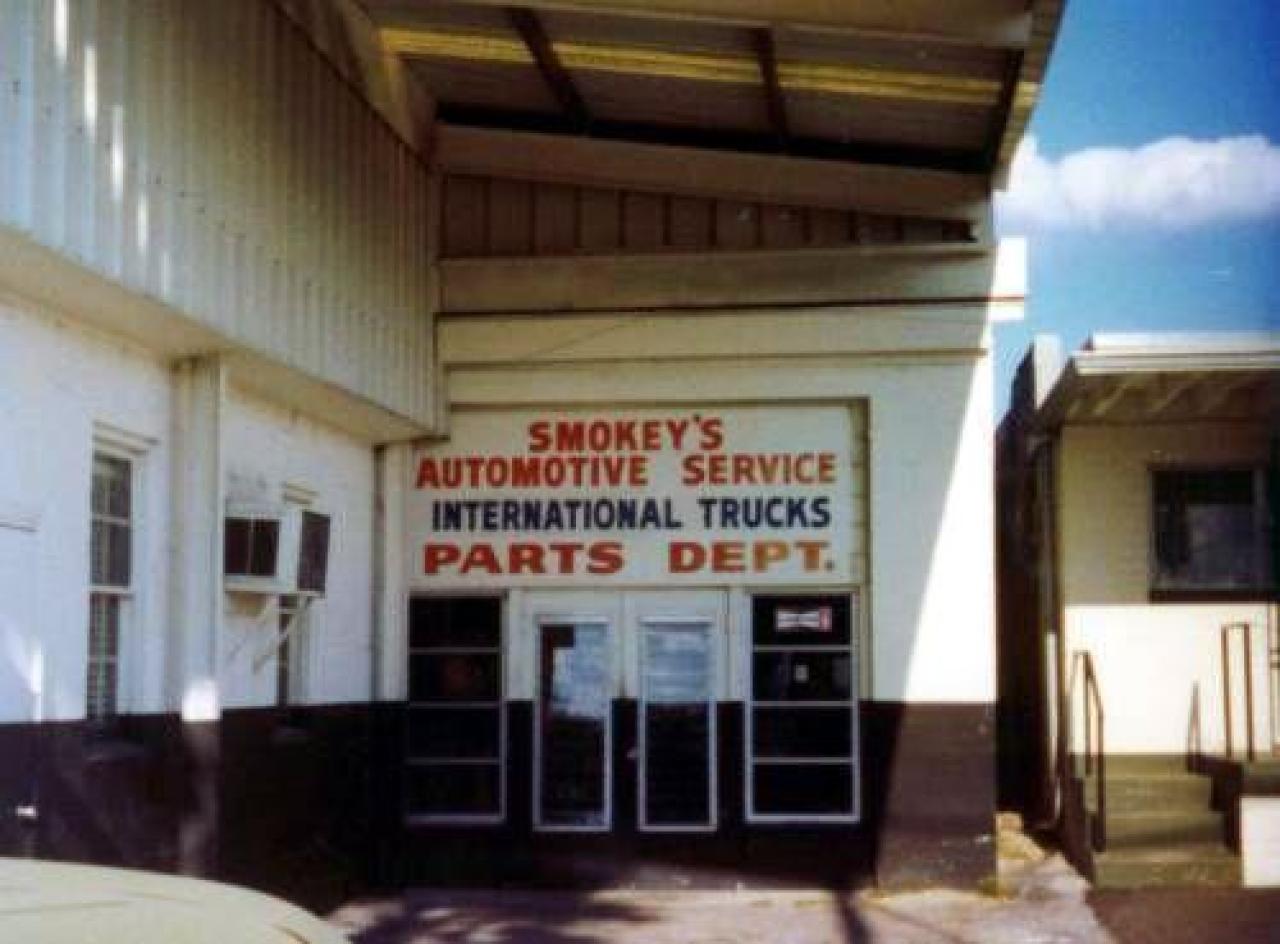 SMOKEY'S
AUTOMOTIVE SERVICE
INTERNATIONAL TRUCKS
PARTS DEPT.